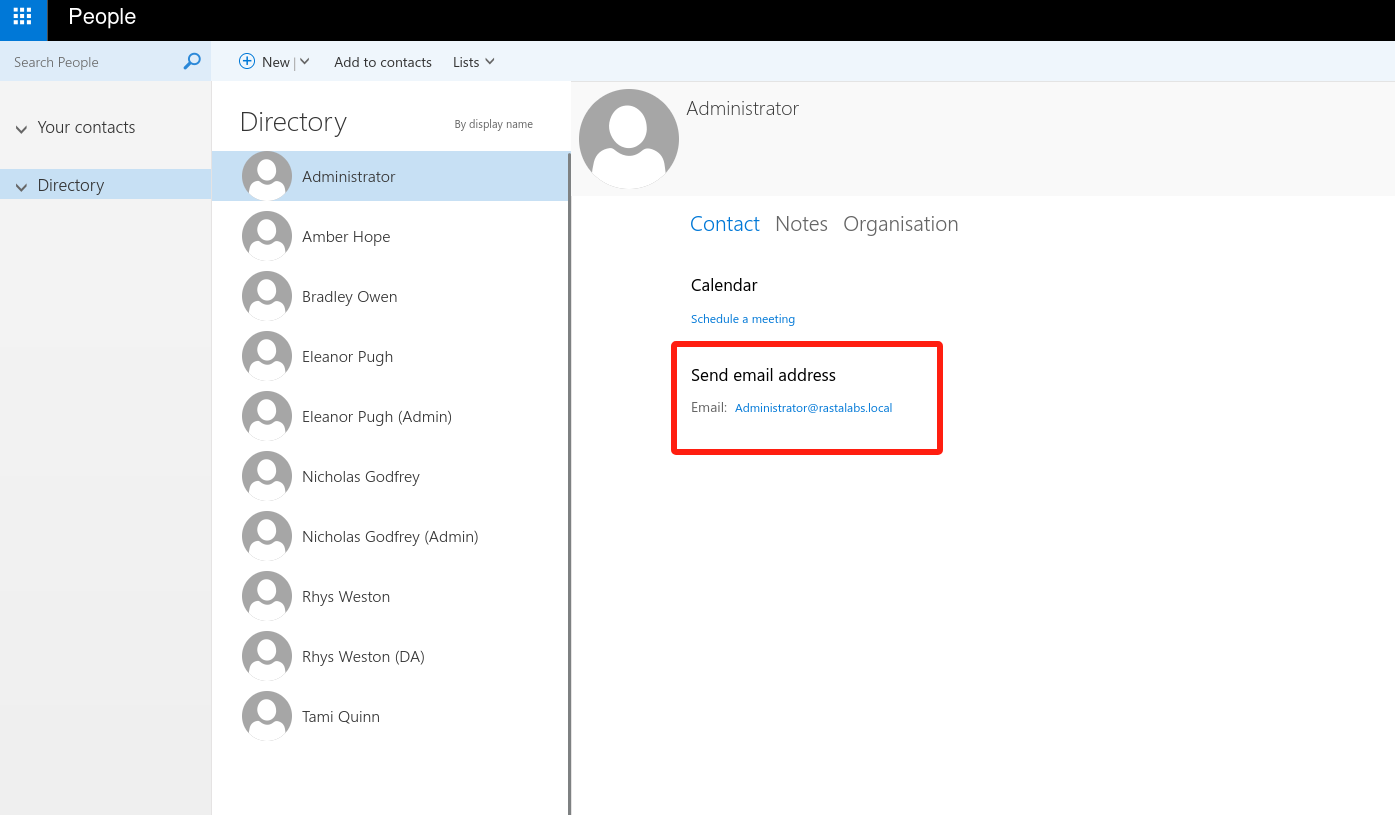 People
Search People
New
Add to contacts
Lists
Your contacts
Directory
Directory
By display name
Administrator
Amber Hope
Bradley Owen
Eleanor Pugh
Eleanor Pugh (Admin)
Nicholas Godfrey
Nicholas Godfrey (Admin)
Rhys Weston
Rhys Weston (DA)
Tami Quinn
Administrator
Contact Notes Organisation
Calendar
Schedule a meeting
Send email address
Email: Administrator@rastalabs.local